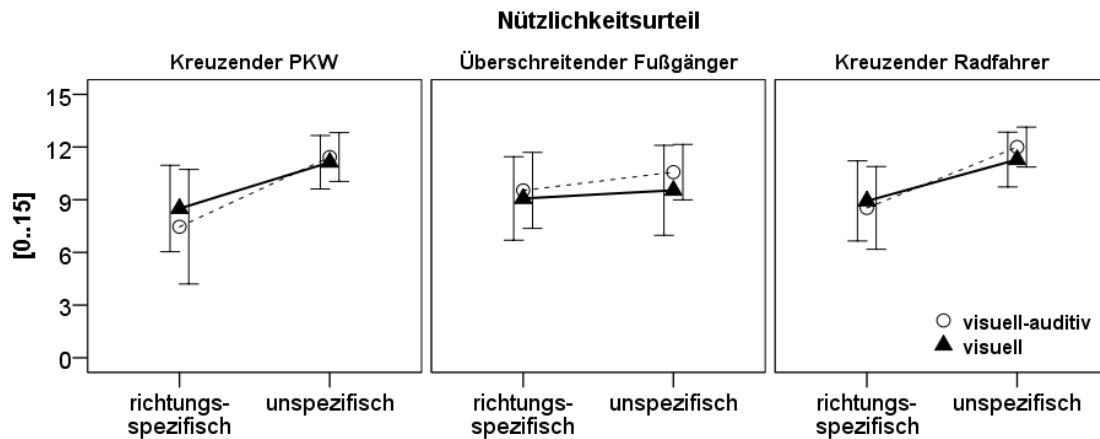 Nützlichkeitsurteil
Kreuzender PKW
Überschreitender Fußgänger
Kreuzender Radfahrer
[0..15]
15
12
9
6
3
0
visuell-auditiv
visuell
richtungs-
spezifisch
unspezifisch
richtungs-
spezifisch
unspezifisch
richtungs-
spezifisch
unspezifisch